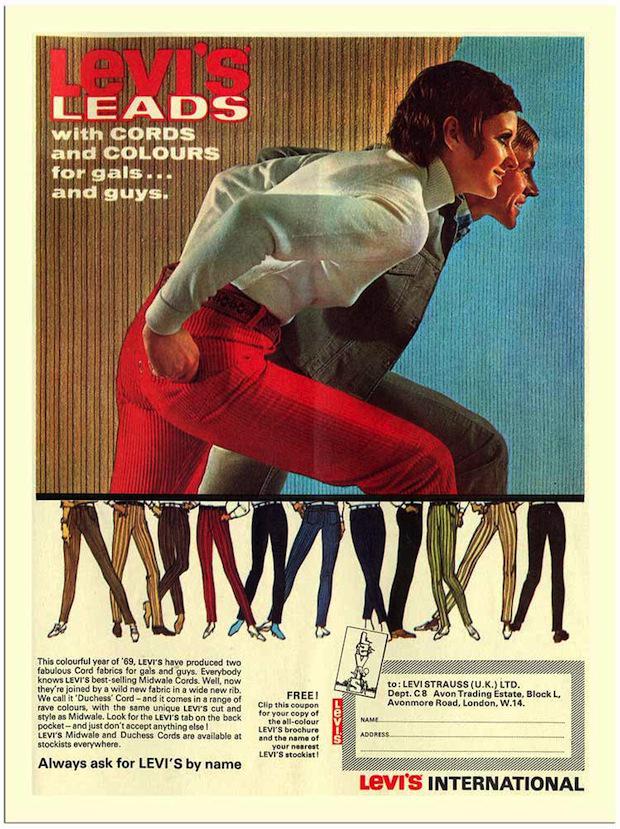 LEVI'S
LEADS
with CORDS
and COLOURS
for gals...
and guys.
This colourful year of '69, LEVI'S have produced two
fabulous Cord fabrics for gals and guys. Everybody
knows LEVI'S best-selling Midwale Cords. Well, now
they're joined by a wild new fabric in a wide new rib.
We call it 'Duchess' Cord – and it comes in a range of
rave colours, with the same unique LEVI'S cut and
style as Midwale. Look for the LEVI'S tab on the back
pocket – and just don't accept anything else!
LEVI'S Midwale and Duchess Cords are available at
stockists everywhere.
Always ask for LEVI'S by name
FREE!
Clip this coupon
for your copy of
the all-colour
LEVI'S brochure
and the name of
your nearest
LEVI'S stockist!
LEVI'S
to: LEVI STRAUSS (U.K.) LTD.
Dept. C8 Avon Trading Estate, Block L,
Avonmore Road, London, W.14.
NAME
ADDRESS
LEVI'S INTERNATIONAL